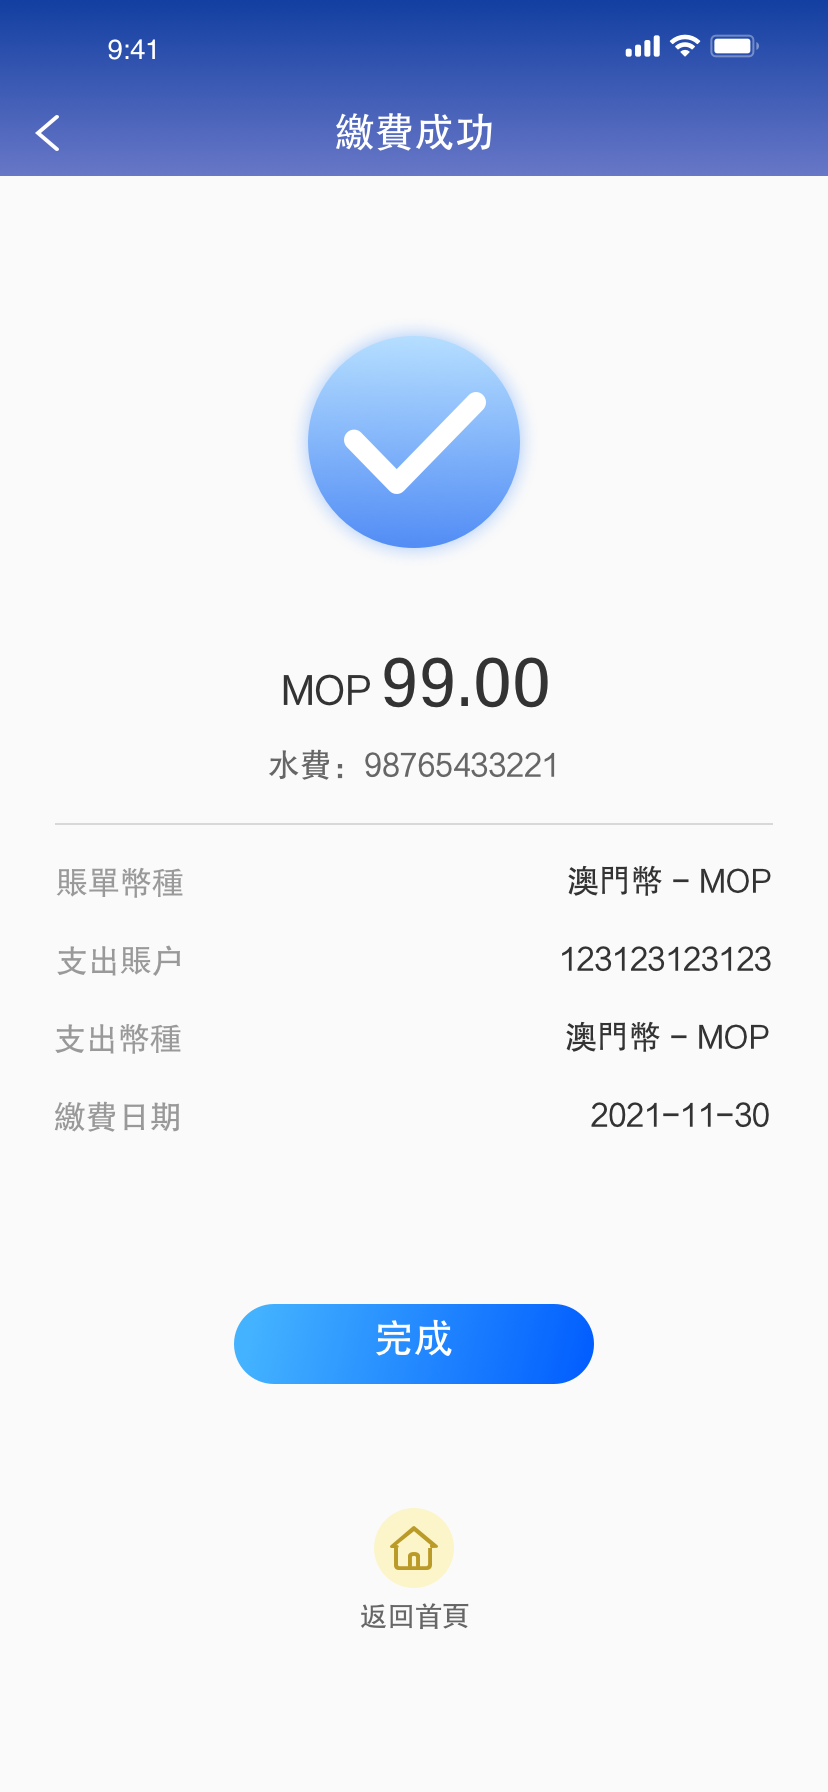 9:41
繳費成功
MOP 99.00
水費：98765433221
賬單幣種 澳門幣 - MOP
支出賬户 123123123123
支出幣種 澳門幣 - MOP
繳費日期 2021-11-30
完成
返回首頁